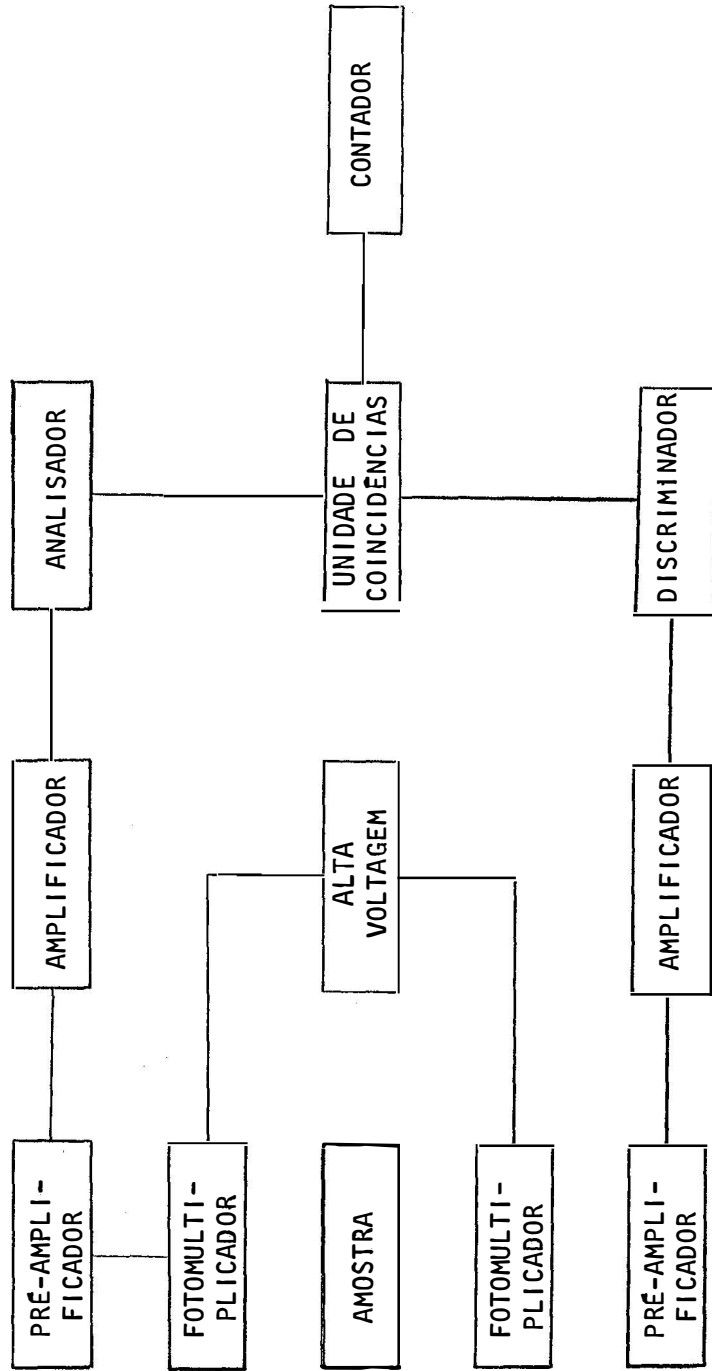 PRÉ-AMPLI-
FICADOR
AMPLIFICADOR
ANALISADOR
FOTOMULTI-
PLICADOR
AMOSTRA
ALTA
VOLTAGEM
UNIDADE DE
COINCIDÊNCIAS
CONTADOR
FOTOMULTI-
PLICADOR
PRÉ-AMPLI-
FICADOR
AMPLIFICADOR
DISCRIMINADOR